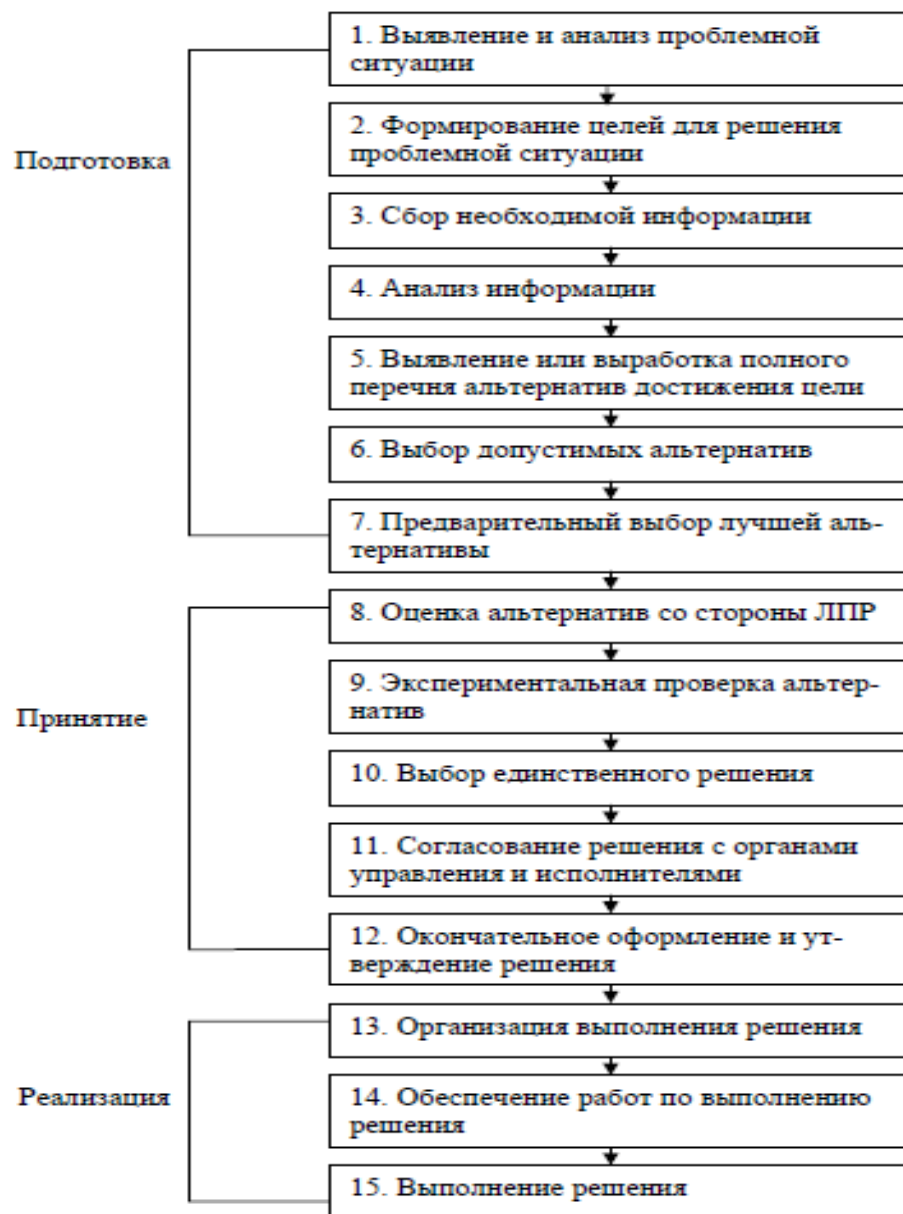 1. Выявление и анализ проблемной
ситуации
Подготовка
2. Формирование целей для решения
проблемной ситуации
3. Сбор необходимой информации
4. Анализ информации
5. Выявление или выработка полного
перечня альтернатив достижения цели
6. Выбор допустимых альтернатив
7. Предварительный выбор лучшей аль-
тернативы
Принятие
8. Оценка альтернатив со стороны ЛПР
9. Экспериментальная проверка альтер-
натив
10. Выбор единственного решения
11. Согласование решения с органами
управления и исполнителями
12. Окончательное оформление и ут-
верждение решения
Реализация
13. Организация выполнения решения
14. Обеспечение работ по выполнению
решения
15. Выполнение решения